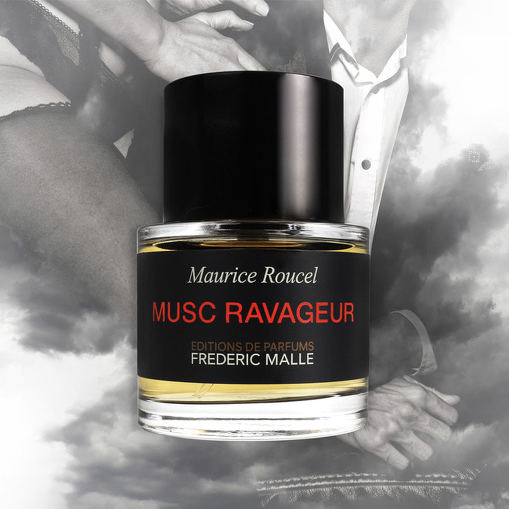 Maurice Roucel
MUSC RAVAGEUR
EDITIONS DE PARFUMS
FREDERIC MALLE